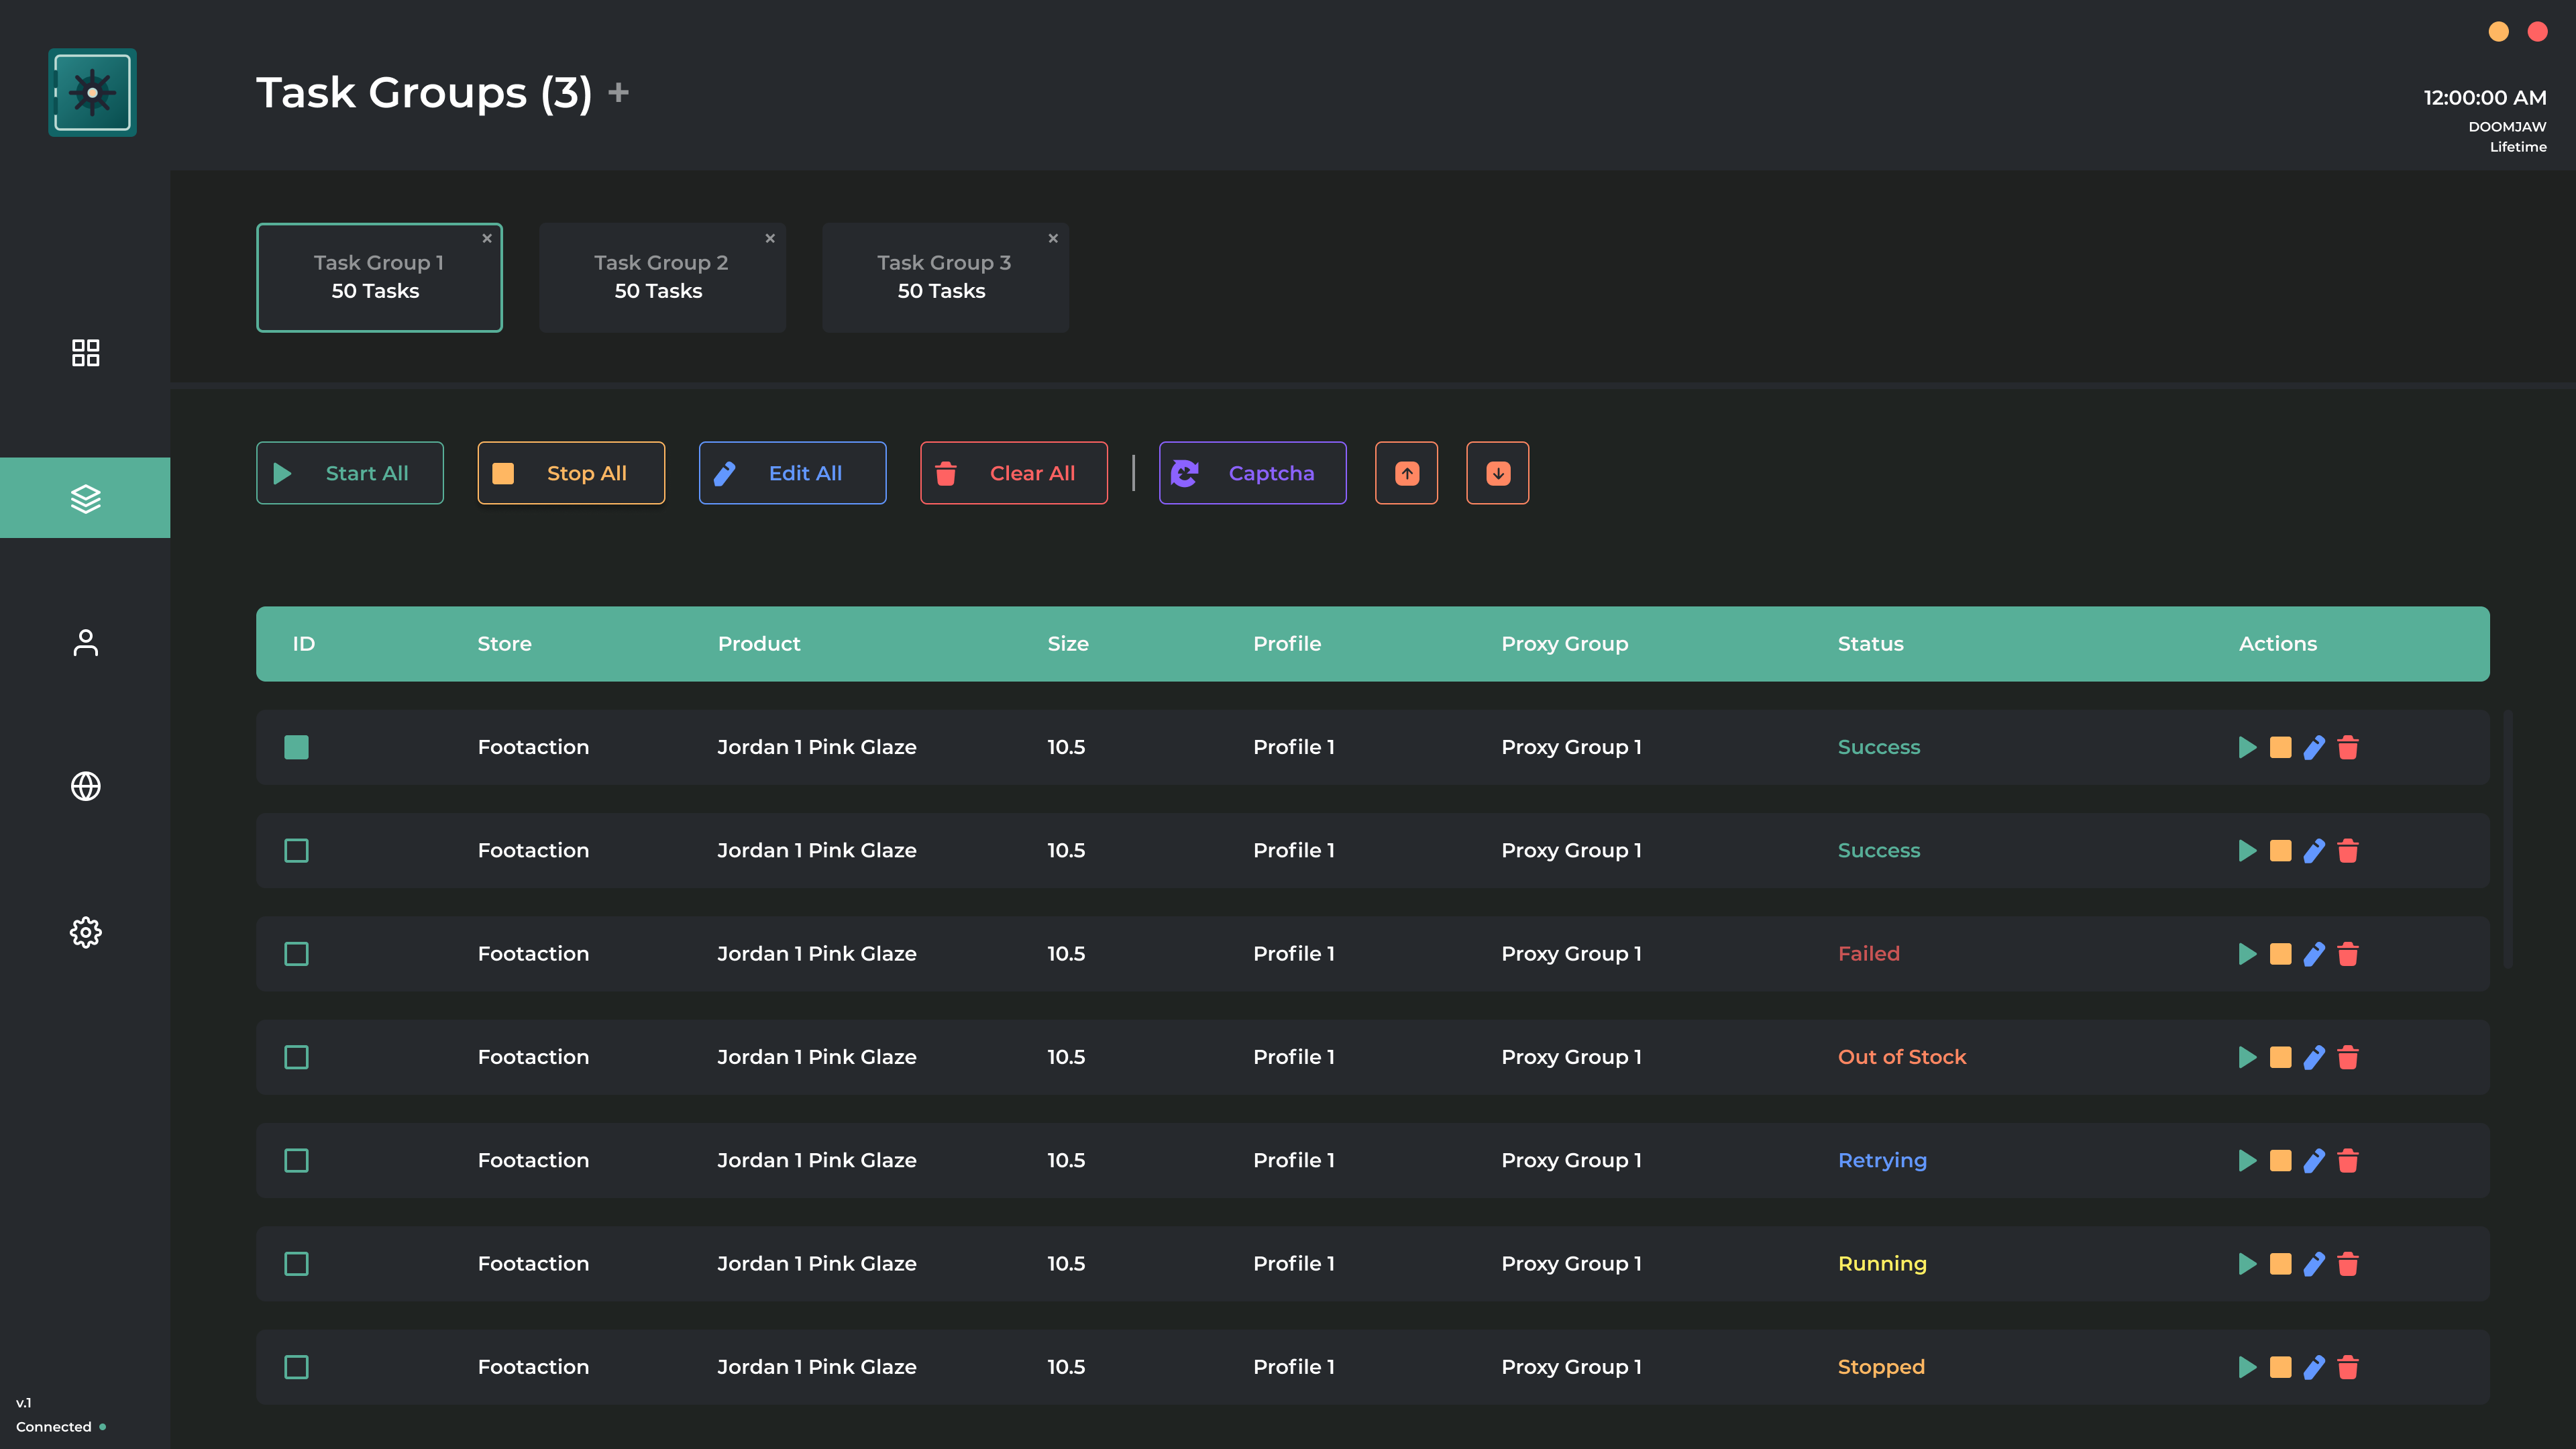 Task Groups (3) +
12:00:00 AM
DOOMJAW
Lifetime
Task Group 1
50 Tasks
Task Group 2
50 Tasks
Task Group 3
50 Tasks
Start All
Stop All
Edit All
Clear All
Captcha
ID Store Product Size Profile Proxy Group Status Actions
Footaction Jordan 1 Pink Glaze 10.5 Profile 1 Proxy Group 1 Success
Footaction Jordan 1 Pink Glaze 10.5 Profile 1 Proxy Group 1 Success
Footaction Jordan 1 Pink Glaze 10.5 Profile 1 Proxy Group 1 Failed
Footaction Jordan 1 Pink Glaze 10.5 Profile 1 Proxy Group 1 Out of Stock
Footaction Jordan 1 Pink Glaze 10.5 Profile 1 Proxy Group 1 Retrying
Footaction Jordan 1 Pink Glaze 10.5 Profile 1 Proxy Group 1 Running
Footaction Jordan 1 Pink Glaze 10.5 Profile 1 Proxy Group 1 Stopped
v.1
Connected